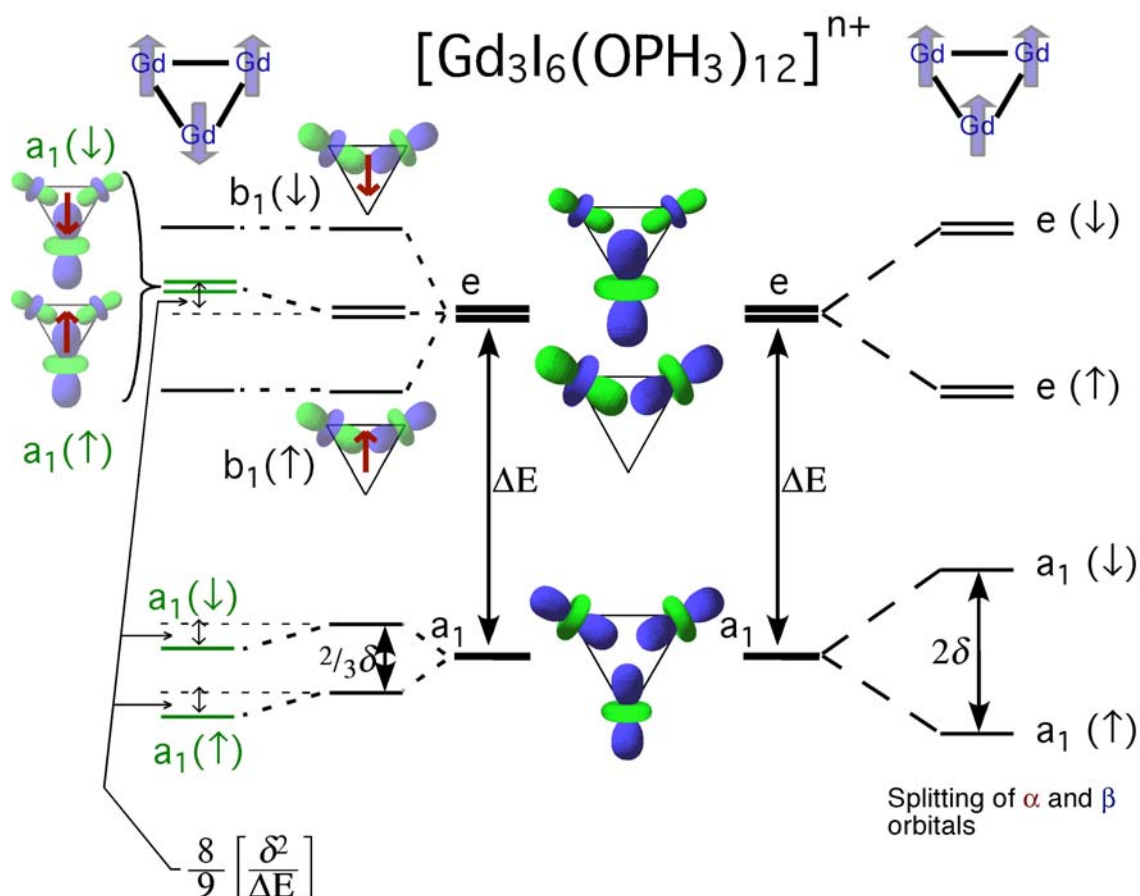 [Gd₃I₆(OPH₃)₁₂]ⁿ⁺
Gd Gd
Gd
Gd Gd
Gd
a₁(↓)
b₁(↓)
e
e
e (↓)
e (↑)
a₁(↑)
b₁(↑)
ΔE
ΔE
a₁(↓)
2/3δ
a₁
a₁
a₁ (↓)
2δ
a₁(↑)
a₁ (↑)
Splitting of α and β
orbitals
8/9 [δ²/ΔE]